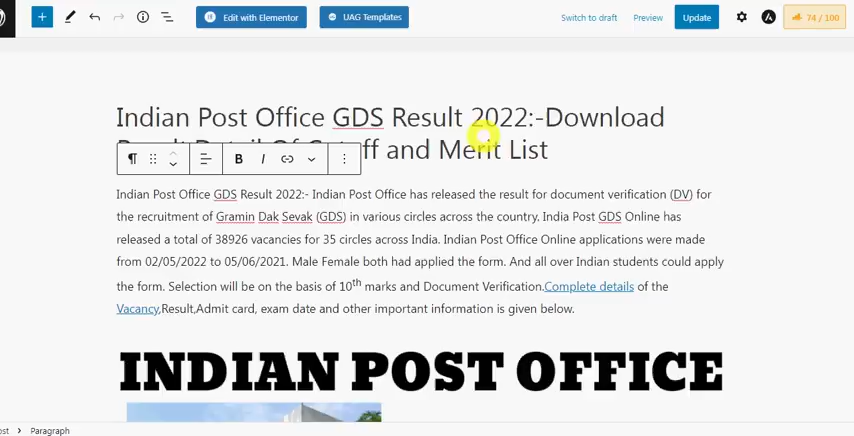 Edit with Elementor
UAG Templates
Switch to draft
Preview
Update
74 / 100
Indian Post Office GDS Result 2022:-Download
ff and Merit List
B I
Indian Post Office GDS Result 2022:- Indian Post Office has released the result for document verification (DV) for
the recruitment of Gramin Dak Sevak (GDS) in various circles across the country. India Post GDS Online has
released a total of 38926 vacancies for 35 circles across India. Indian Post Office Online applications were made
from 02/05/2022 to 05/06/2021. Male Female both had applied the form. And all over Indian students could apply
the form. Selection will be on the basis of 10th marks and Document Verification.Complete details of the
Vacancy,Result,Admit card, exam date and other important information is given below.
INDIAN POST OFFICE
ost › Paragraph